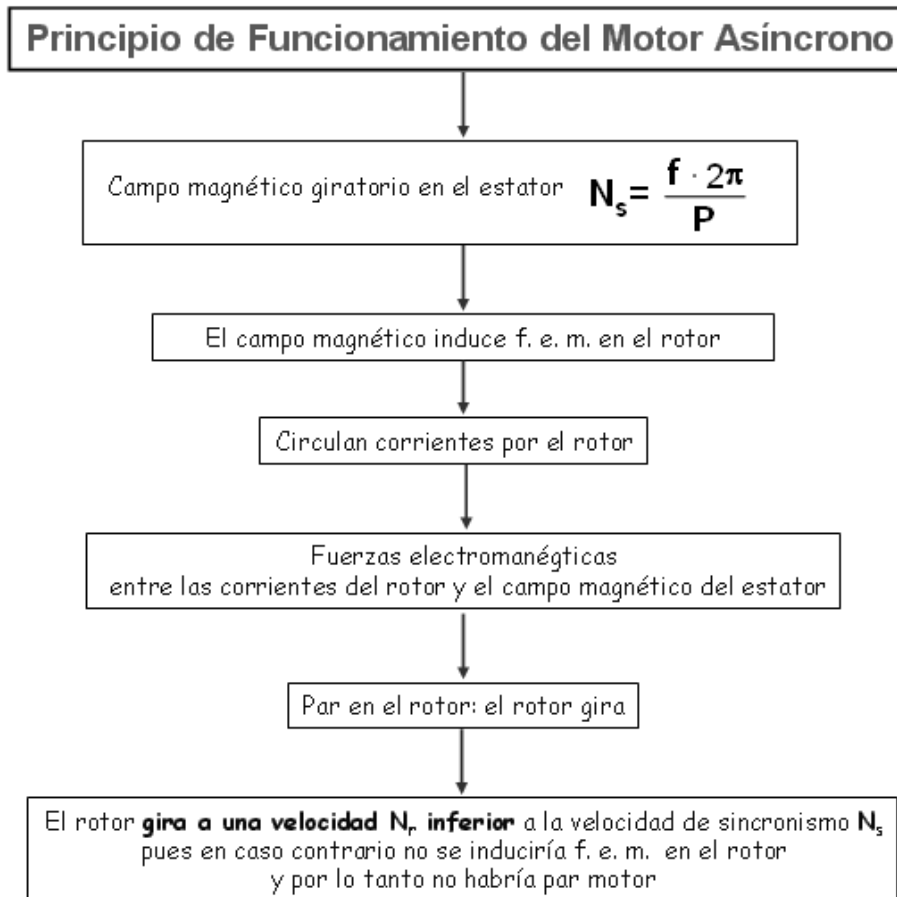 Principio de Funcionamiento del Motor Asíncrono
Campo magnético giratorio en el estator N_s = f · 2π / P
El campo magnético induce f. e. m. en el rotor
Circulan corrientes por el rotor
Fuerzas electromanégticas
entre las corrientes del rotor y el campo magnético del estator
Par en el rotor: el rotor gira
El rotor gira a una velocidad N_r inferior a la velocidad de sincronismo N_s
pues en caso contrario no se induciría f. e. m. en el rotor
y por lo tanto no habría par motor